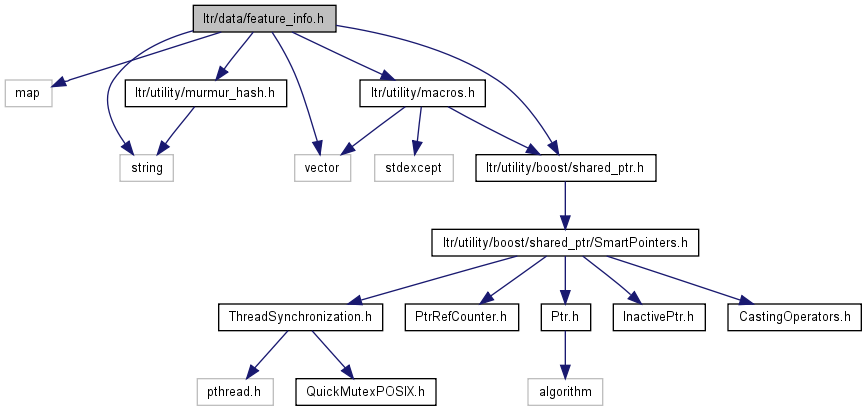 ltr/data/feature_info.h
map
ltr/utility/murmur_hash.h
ltr/utility/macros.h
string
vector
stdexcept
ltr/utility/boost/shared_ptr.h
ltr/utility/boost/shared_ptr/SmartPointers.h
ThreadSynchronization.h
PtrRefCounter.h
Ptr.h
InactivePtr.h
CastingOperators.h
pthread.h
QuickMutexPOSIX.h
algorithm